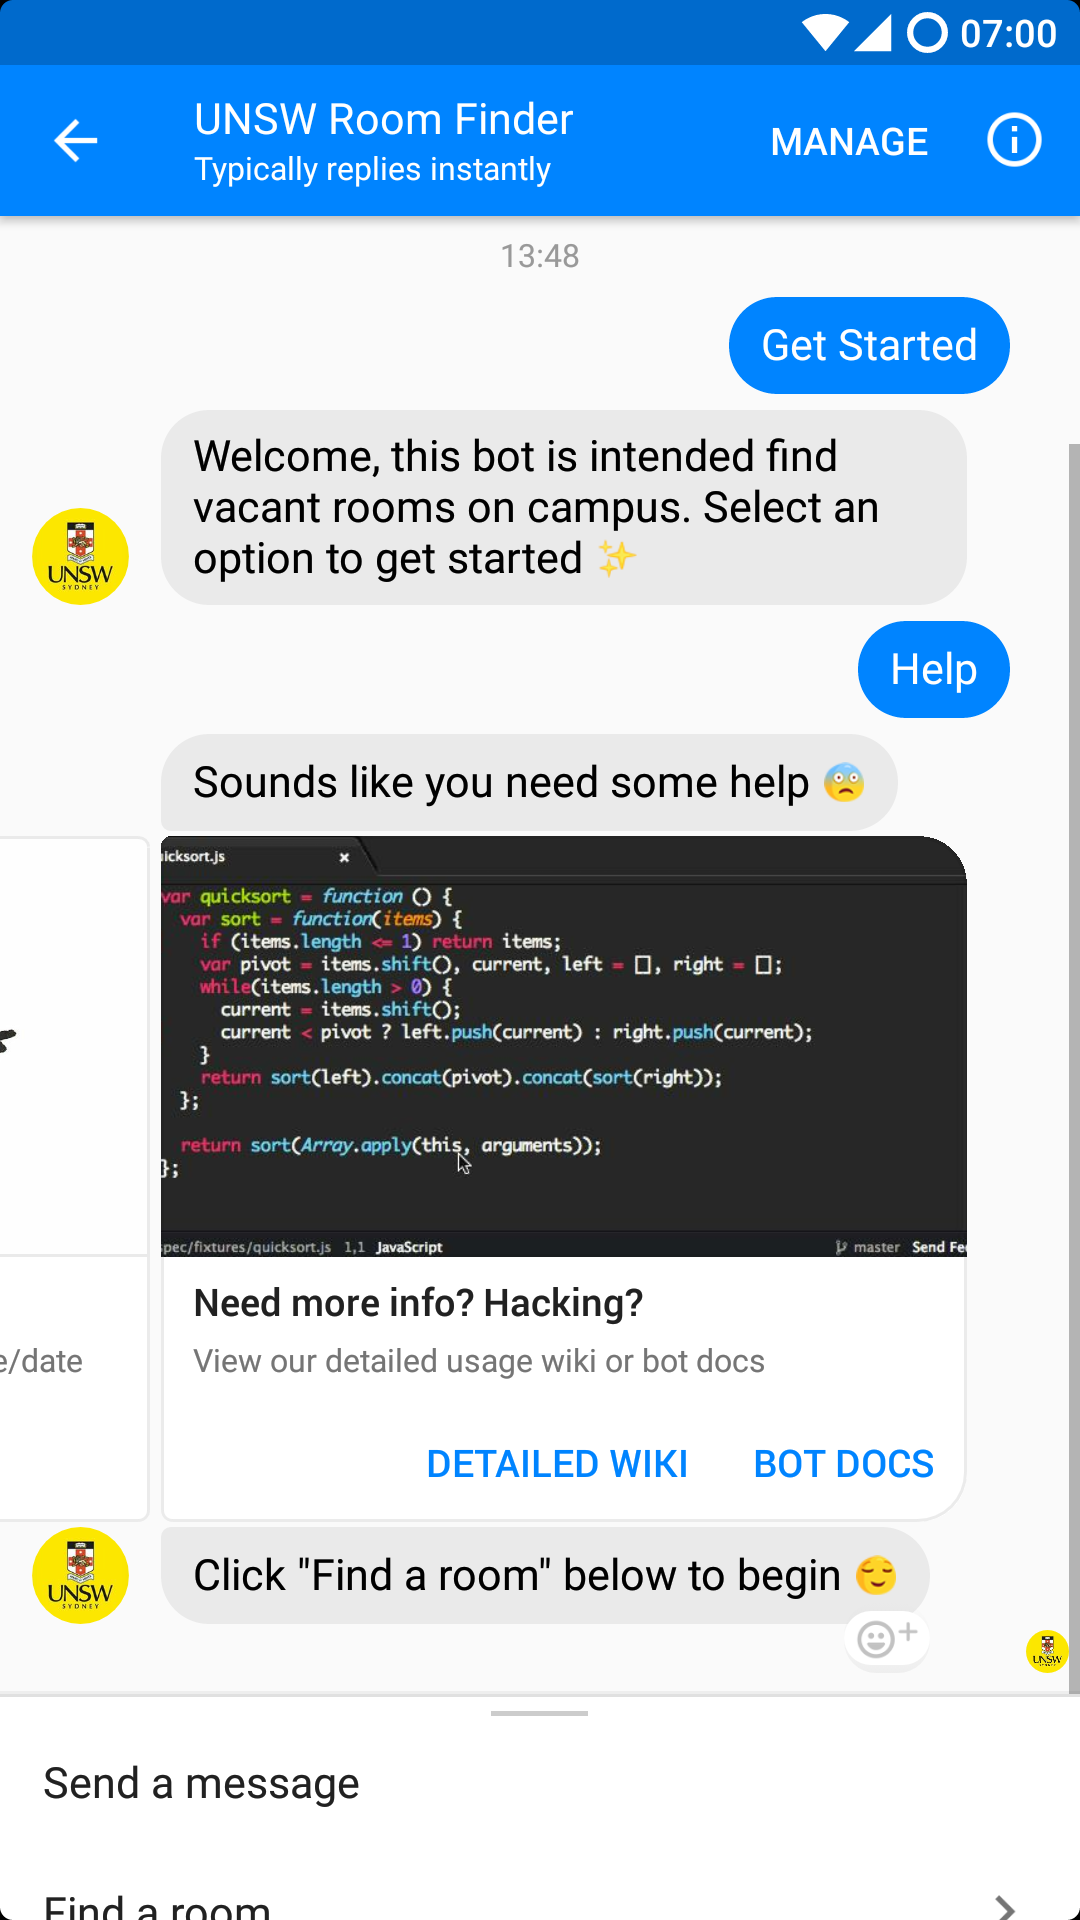 07:00
UNSW Room Finder
Typically replies instantly
MANAGE
13:48
Get Started
Welcome, this bot is intended find
vacant rooms on campus. Select an
option to get started ✨
UNSW
SYDNEY
Help
Sounds like you need some help 😨
icksort.js ×
var quicksort = function () {
var sort = function(items) {
if (items.length <= 1) return items;
var pivot = items.shift(), current, left = [], right = [];
while(items.length > 0) {
current = items.shift();
current < pivot ? left.push(current) : right.push(current);
}
return sort(left).concat(pivot).concat(sort(right));
};
return sort(Array.apply(this, arguments));
};
pec/fixtures/quicksort.js 1,1 JavaScript master Send Fee
e/date
Need more info? Hacking?
View our detailed usage wiki or bot docs
DETAILED WIKI BOT DOCS
UNSW
SYDNEY
Click "Find a room" below to begin 😌
UNSW
Send a message
Find a room